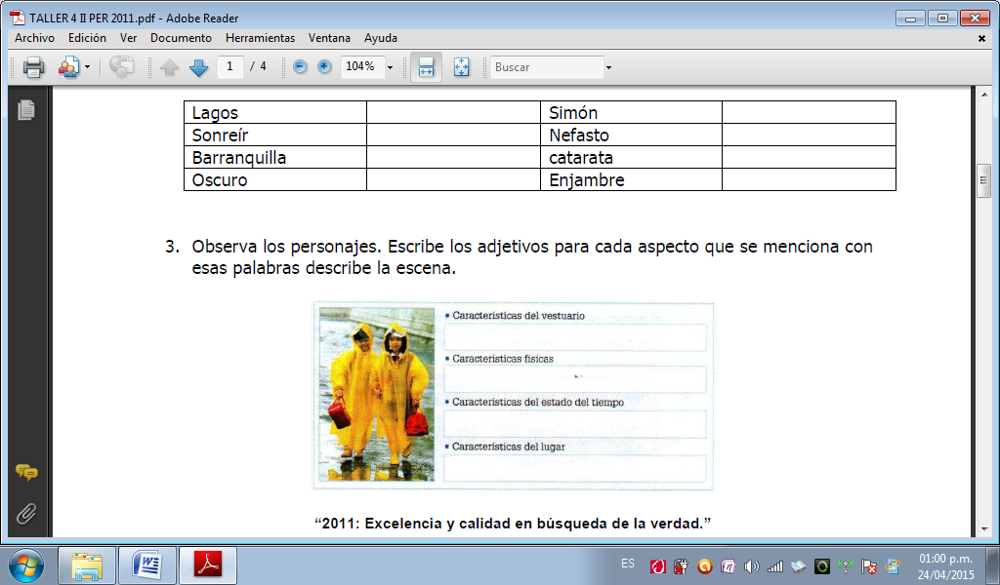 TALLER 4 II PER 2011.pdf - Adobe Reader
Archivo Edición Ver Documento Herramientas Ventana Ayuda
1 / 4 104% Buscar
Lagos Simón
Sonreír Nefasto
Barranquilla catarata
Oscuro Enjambre
3. Observa los personajes. Escribe los adjetivos para cada aspecto que se menciona con
esas palabras describe la escena.
▪ Características del vestuario
▪ Características físicas
▪ Características del estado del tiempo
▪ Características del lugar
“2011: Excelencia y calidad en búsqueda de la verdad.”
ES 01:00 p.m.
24/04/2015